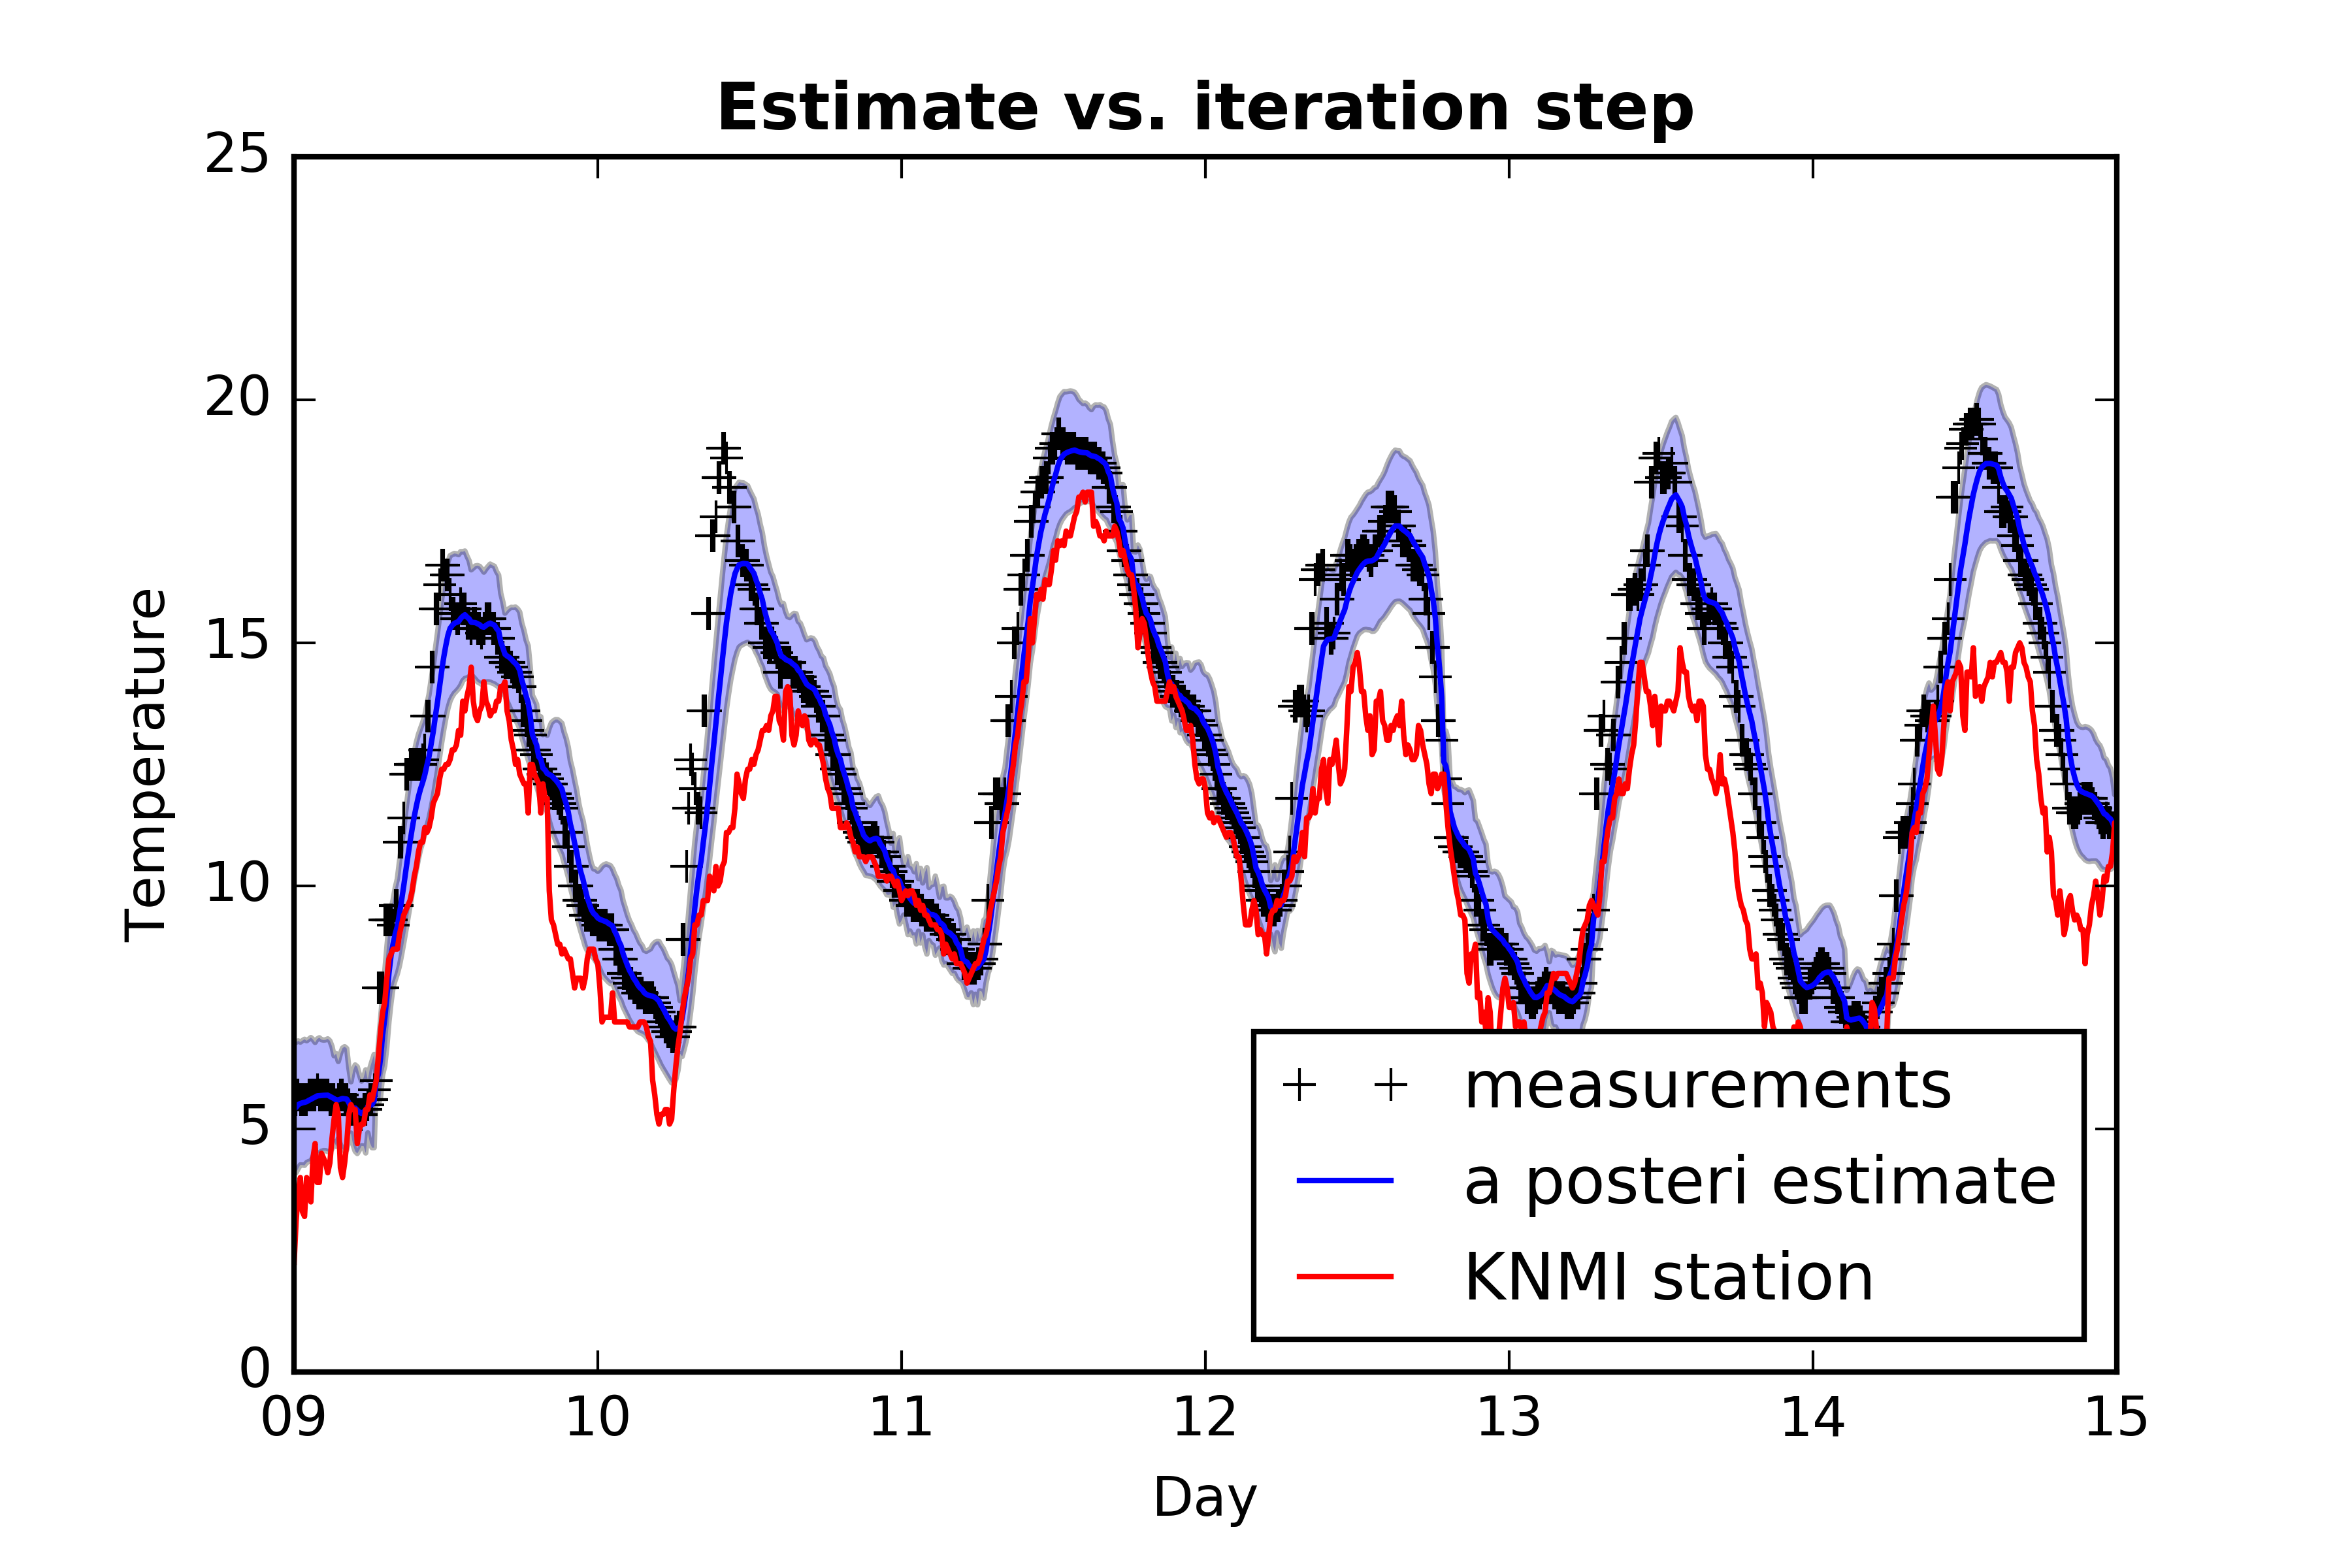 Estimate vs. iteration step
25
20
15
10
5
0
Temperature
09 10 11 12 13 14 15
Day
measurements
a posteri estimate
KNMI station